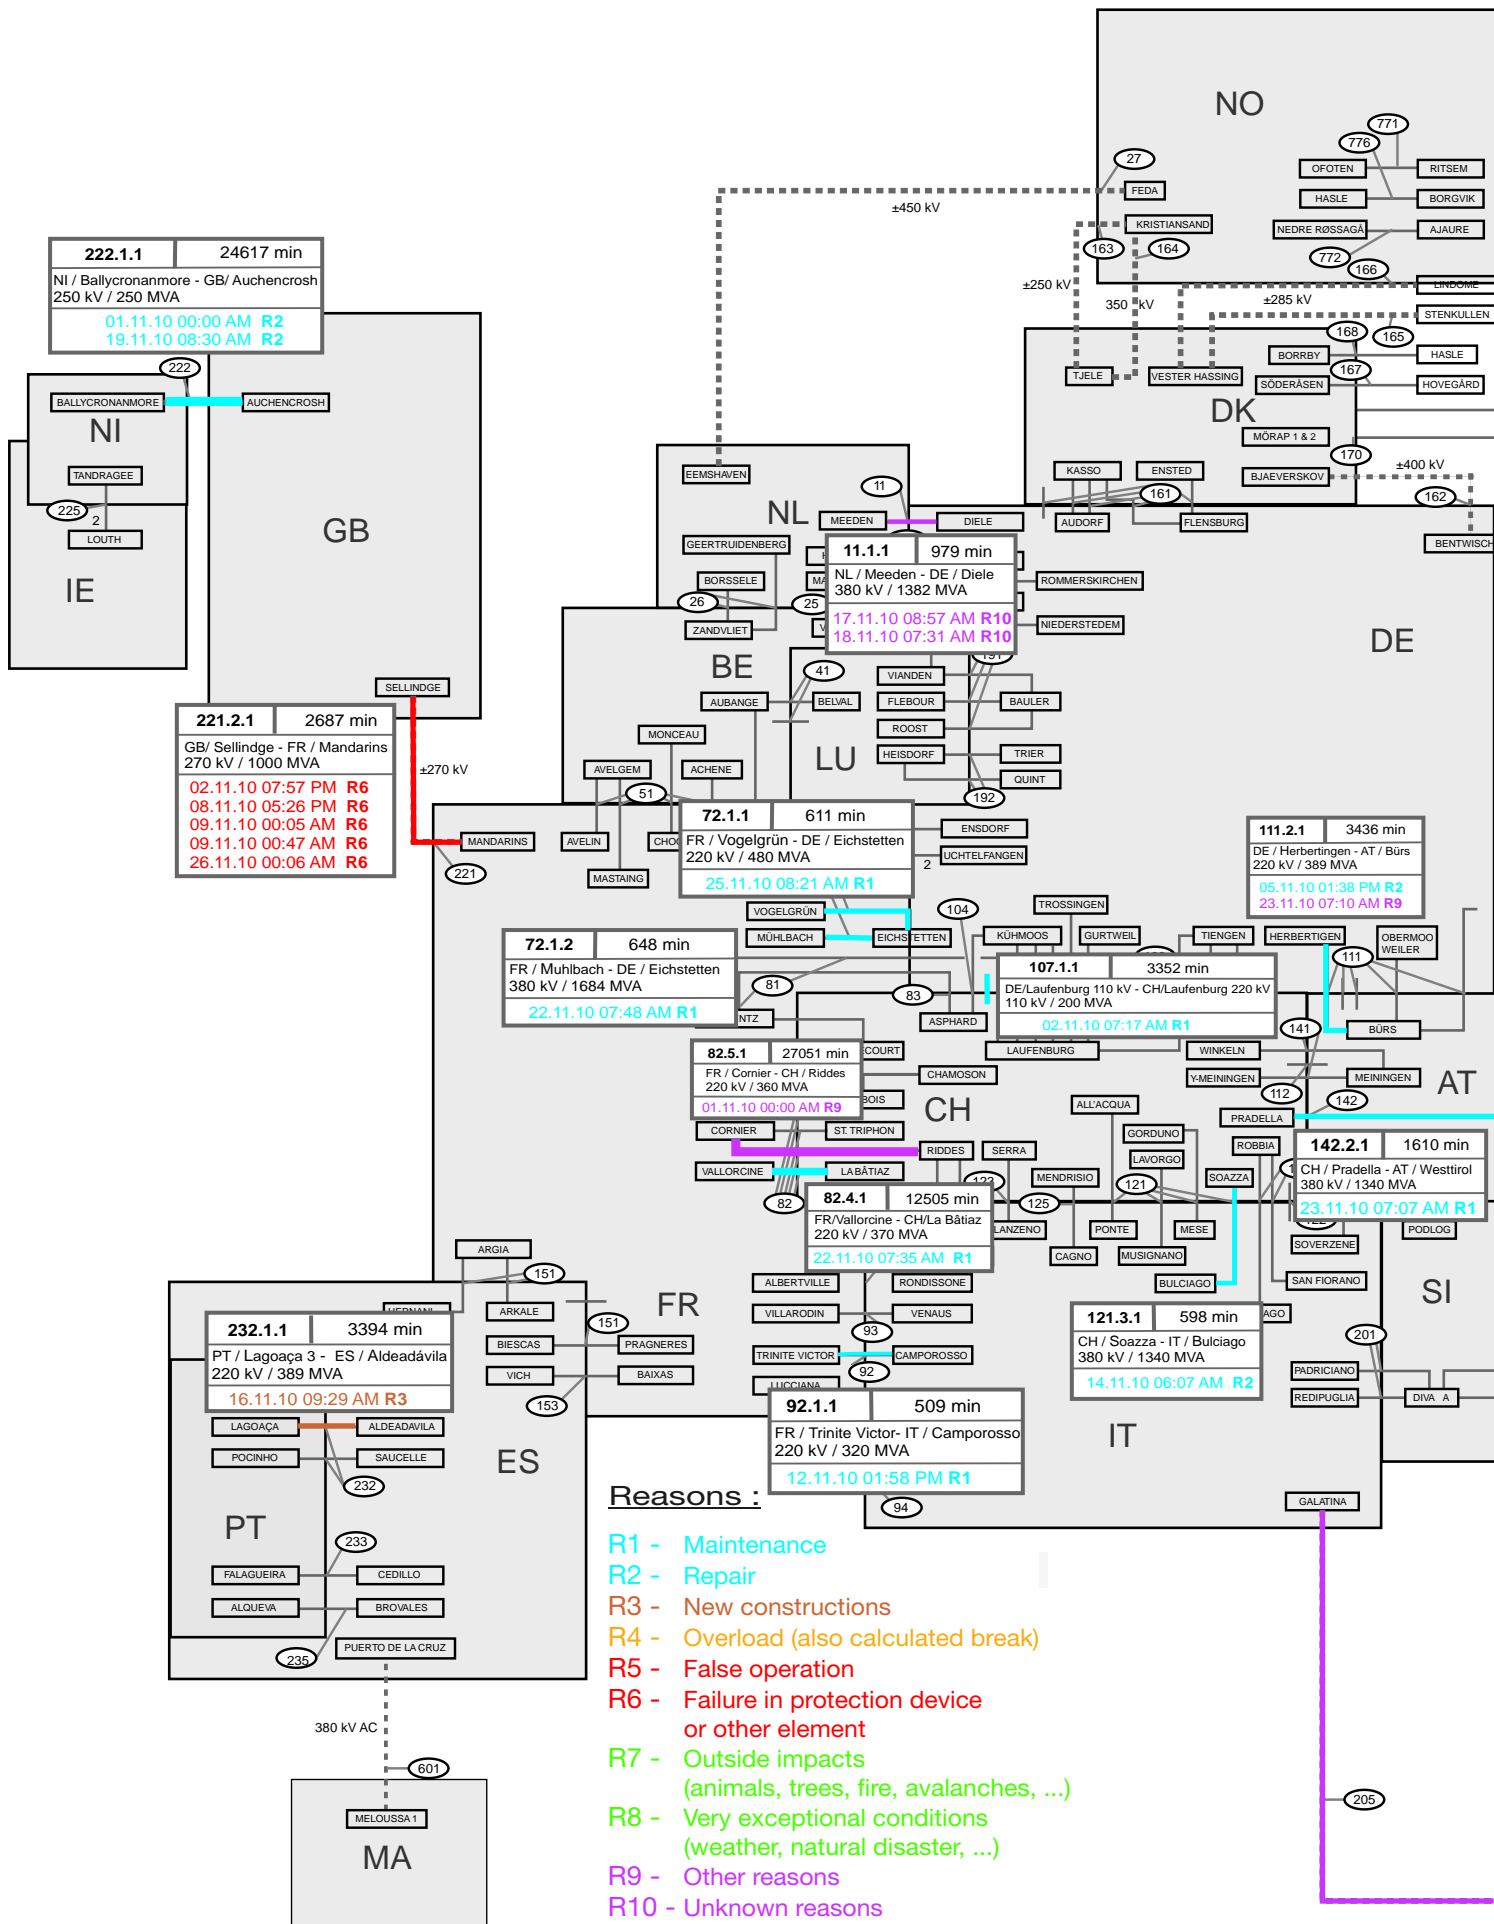 NO
771
776
27
OFOTEN
RITSEM
FEDA
HASLE
BORGVIK
±450 kV
KRISTIANSAND
NEDRE RØSSAGÅ
AJAURE
163
164
772
166
222.1.1 24617 min
NI / Ballycronanmore - GB/ Auchencrosh
250 kV / 250 MVA
01.11.10 00:00 AM R2
19.11.10 08:30 AM R2
±250 kV
350 kV
±285 kV
LINDOME
STENKULLEN
168
165
BORRBY
HASLE
167
222
TJELE
VESTER HASSING
SÖDERÅSEN
HOVEGÅRD
BALLYCRONANMORE
AUCHENCROSH
DK
NI
MÖRAP 1 & 2
170
TANDRAGEE
EEMSHAVEN
KASSO
ENSTED
BJAEVERSKOV
±400 kV
11
161
162
225
2
NL
MEEDEN
DIELE
AUDORF
FLENSBURG
GB
LOUTH
GEERTRUIDENBERG
BENTWISCH
11.1.1 979 min
NL / Meeden - DE / Diele
380 kV / 1382 MVA
17.11.10 08:57 AM R10
18.11.10 07:31 AM R10
IE
BORSSELE
ROMMERSKIRCHEN
26
25
ZANDVLIET
NIEDERSTEDEM
DE
BE
191
41
SELLINDGE
VIANDEN
AUBANGE
BELVAL
FLEBOUR
BAULER
221.2.1 2687 min
GB/ Sellindge - FR / Mandarins
270 kV / 1000 MVA
02.11.10 07:57 PM R6
08.11.10 05:26 PM R6
09.11.10 00:05 AM R6
09.11.10 00:47 AM R6
26.11.10 00:06 AM R6
±270 kV
MONCEAU
ROOST
LU
HEISDORF
TRIER
AVELGEM
ACHENE
QUINT
51
192
72.1.1 611 min
FR / Vogelgrün - DE / Eichstetten
220 kV / 480 MVA
25.11.10 08:21 AM R1
MANDARINS
AVELIN
ENSDORF
2
UCHTELFANGEN
221
MASTAING
111.2.1 3436 min
DE / Herbertingen - AT / Bürs
220 kV / 389 MVA
05.11.10 01:38 PM R2
23.11.10 07:10 AM R9
VOGELGRÜN
104
TROSSINGEN
MÜHLBACH
EICHSTETTEN
KÜHMOOS
GURTWEIL
TIENGEN
HERBERTIGEN
OBERMOO
WEILER
72.1.2 648 min
FR / Muhlbach - DE / Eichstetten
380 kV / 1684 MVA
22.11.10 07:48 AM R1
111
107.1.1 3352 min
DE/Laufenburg 110 kV - CH/Laufenburg 220 kV
110 kV / 200 MVA
02.11.10 07:17 AM R1
81
83
ASPHARD
141
BÜRS
82.5.1 27051 min
FR / Cornier - CH / Riddes
220 kV / 360 MVA
01.11.10 00:00 AM R9
LAUFENBURG
WINKELN
CHAMOSON
Y-MEININGEN
MEININGEN
AT
112
142
CH
ALL'ACQUA
PRADELLA
CORNIER
ST. TRIPHON
GORDUNO
ROBBIA
142.2.1 1610 min
CH / Pradella - AT / Westtirol
380 kV / 1340 MVA
23.11.10 07:07 AM R1
RIDDES
SERRA
LAVORGO
VALLORCINE
LA BÂTIAZ
MENDRISIO
121
SOAZZA
123
82
82.4.1 12505 min
FR/Vallorcine - CH/La Bâtiaz
220 kV / 370 MVA
22.11.10 07:35 AM R1
125
PONTE
MESE
PODLOG
CAGNO
MUSIGNANO
SOVERZENE
ARGIA
151
ALBERTVILLE
RONDISSONE
BULCIAGO
SAN FIORANO
FR
SI
ARKALE
VILLARODIN
VENAUS
232.1.1 3394 min
PT / Lagoaça 3 - ES / Aldeadávila
220 kV / 389 MVA
16.11.10 09:29 AM R3
151
93
121.3.1 598 min
CH / Soazza - IT / Bulciago
380 kV / 1340 MVA
14.11.10 06:07 AM R2
201
BIESCAS
PRAGNERES
TRINITE VICTOR
CAMPOROSSO
92
VICH
BAIXAS
PADRICIANO
153
LUCCIANA
REDIPUGLIA
DIVA A
92.1.1 509 min
FR / Trinite Victor- IT / Camporosso
220 kV / 320 MVA
12.11.10 01:58 PM R1
LAGOAÇA
ALDEADAVILA
IT
POCINHO
SAUCELLE
ES
232
94
GALATINA
PT
233
FALAGUEIRA
CEDILLO
ALQUEVA
BROVALES
235
PUERTO DE LA CRUZ
380 kV AC
601
MELOUSSA 1
MA
205
Reasons :
R1 - Maintenance
R2 - Repair
R3 - New constructions
R4 - Overload (also calculated break)
R5 - False operation
R6 - Failure in protection device
or other element
R7 - Outside impacts
(animals, trees, fire, avalanches, ...)
R8 - Very exceptional conditions
(weather, natural disaster, ...)
R9 - Other reasons
R10 - Unknown reasons